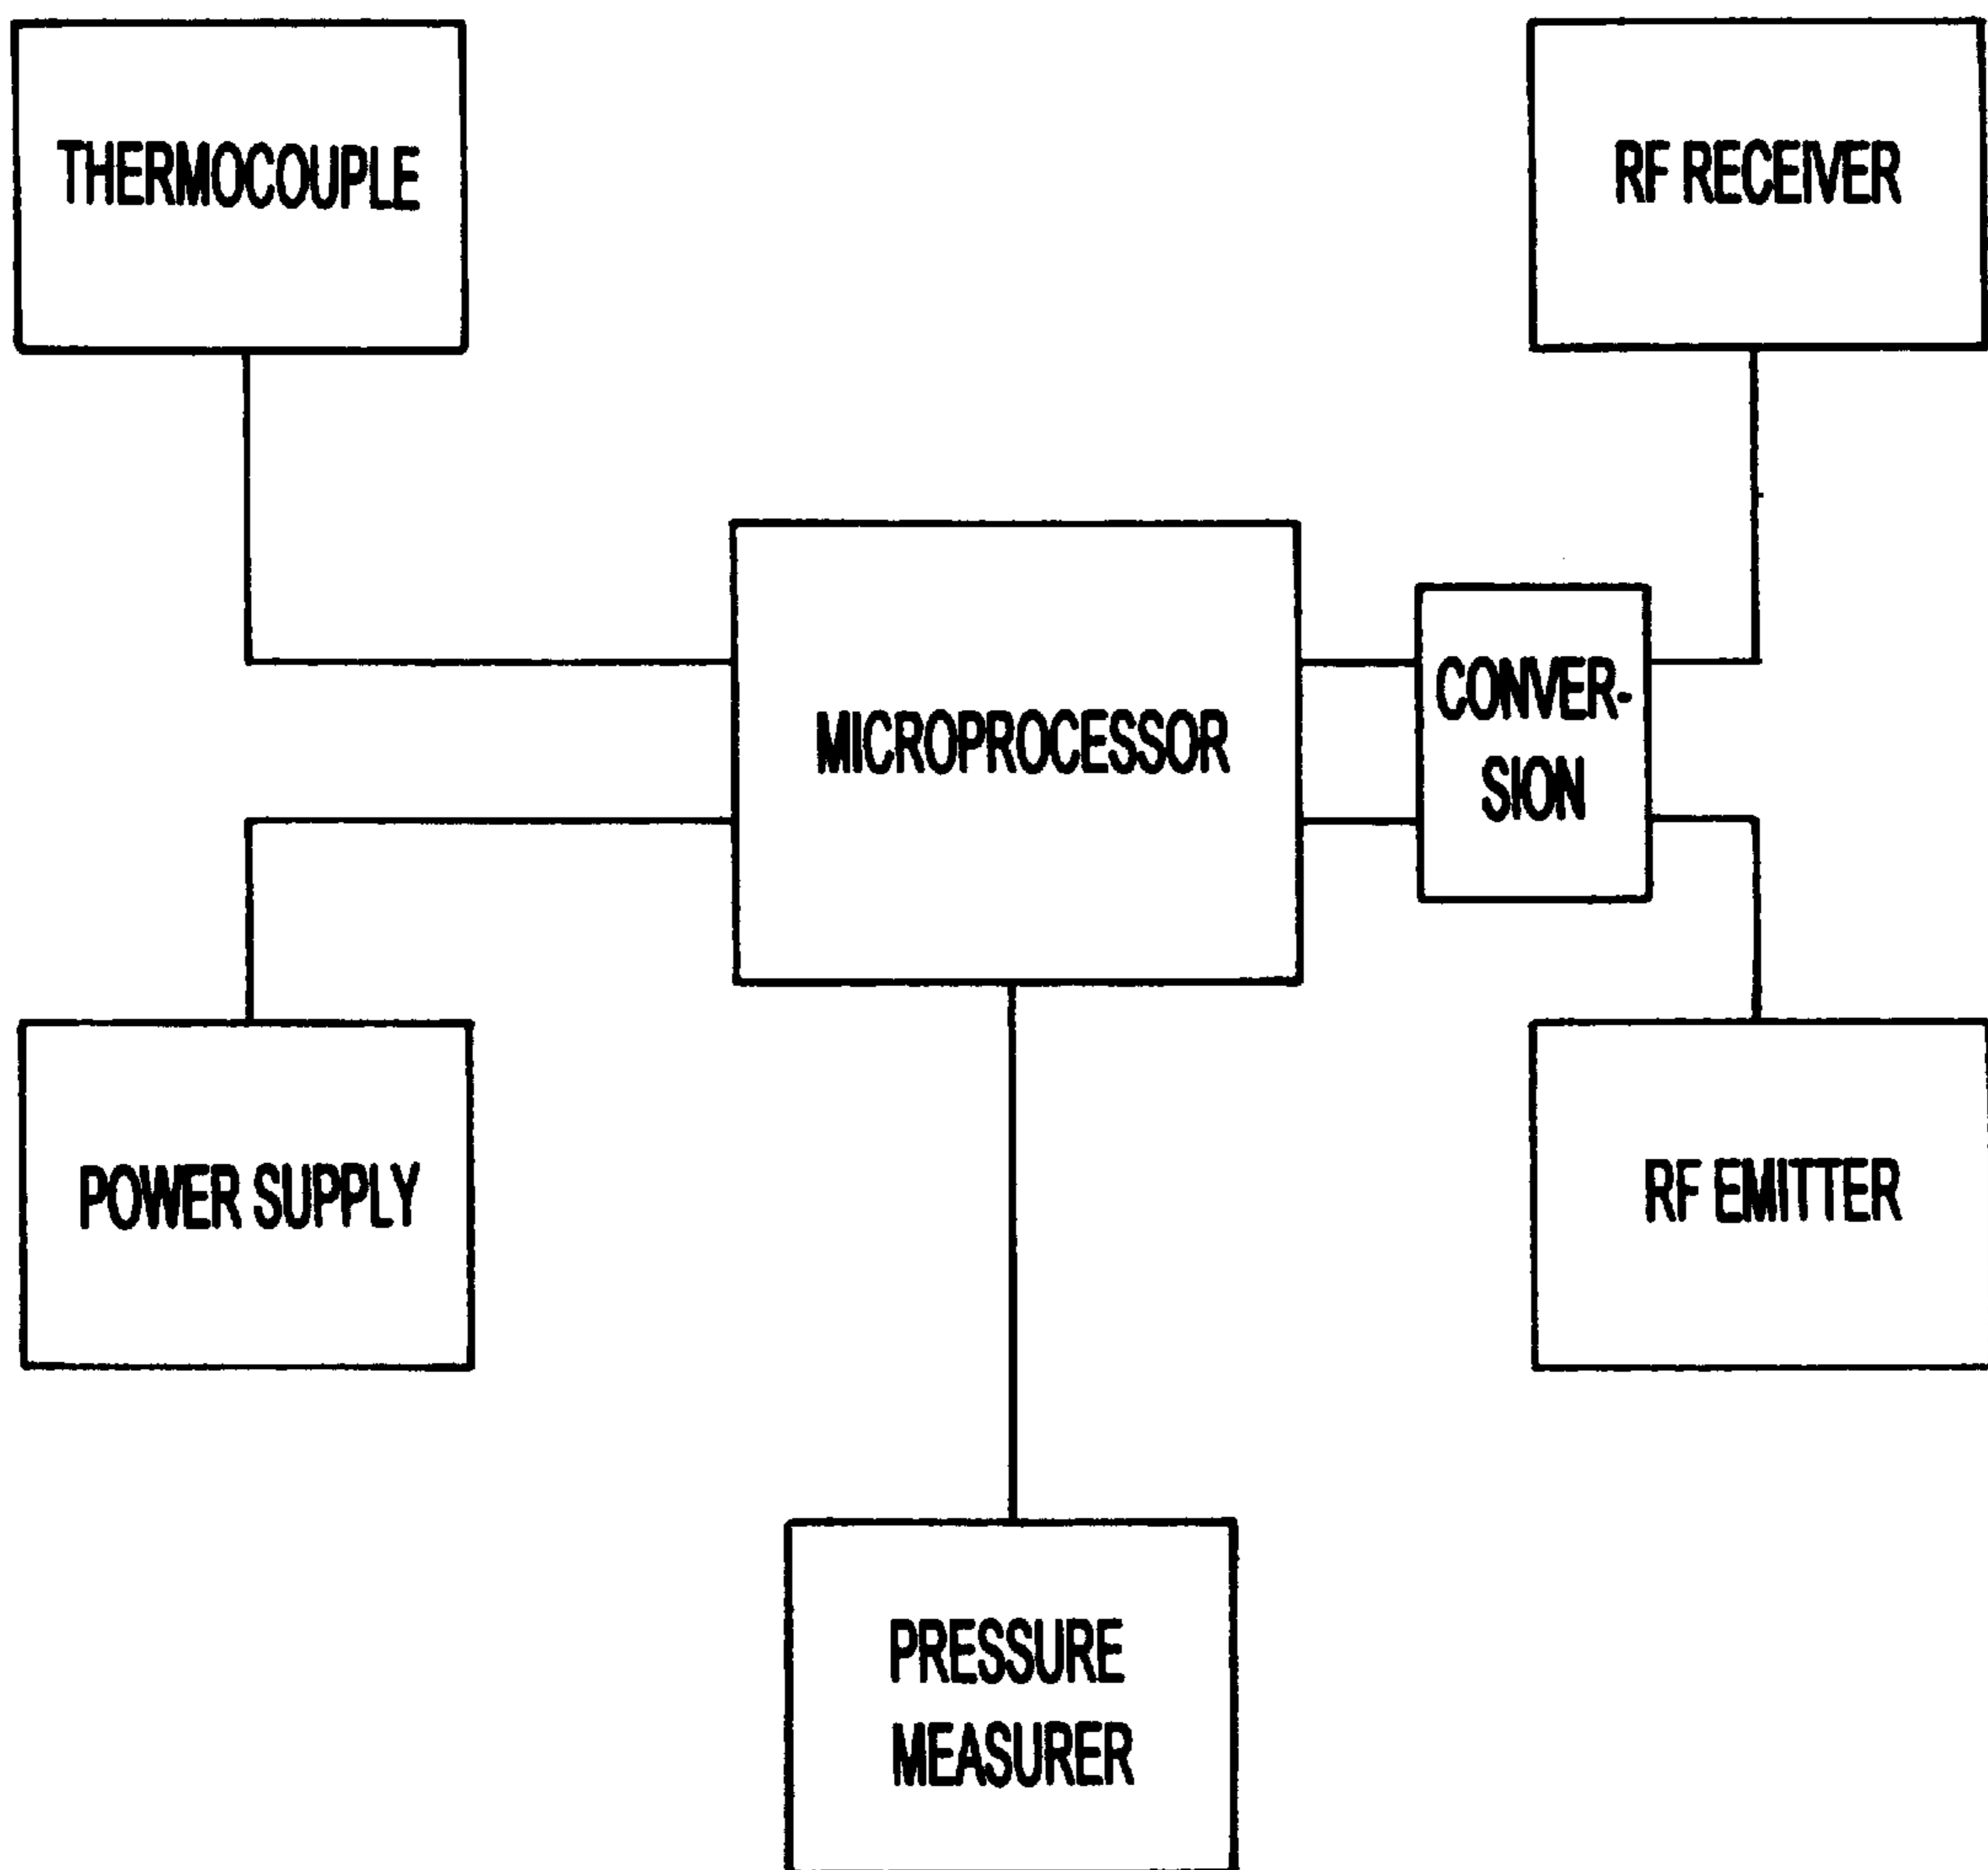 THERMOCOUPLE
RF RECEIVER
MICROPROCESSOR
CONVER-
SION
POWER SUPPLY
RF EMITTER
PRESSURE
MEASURER